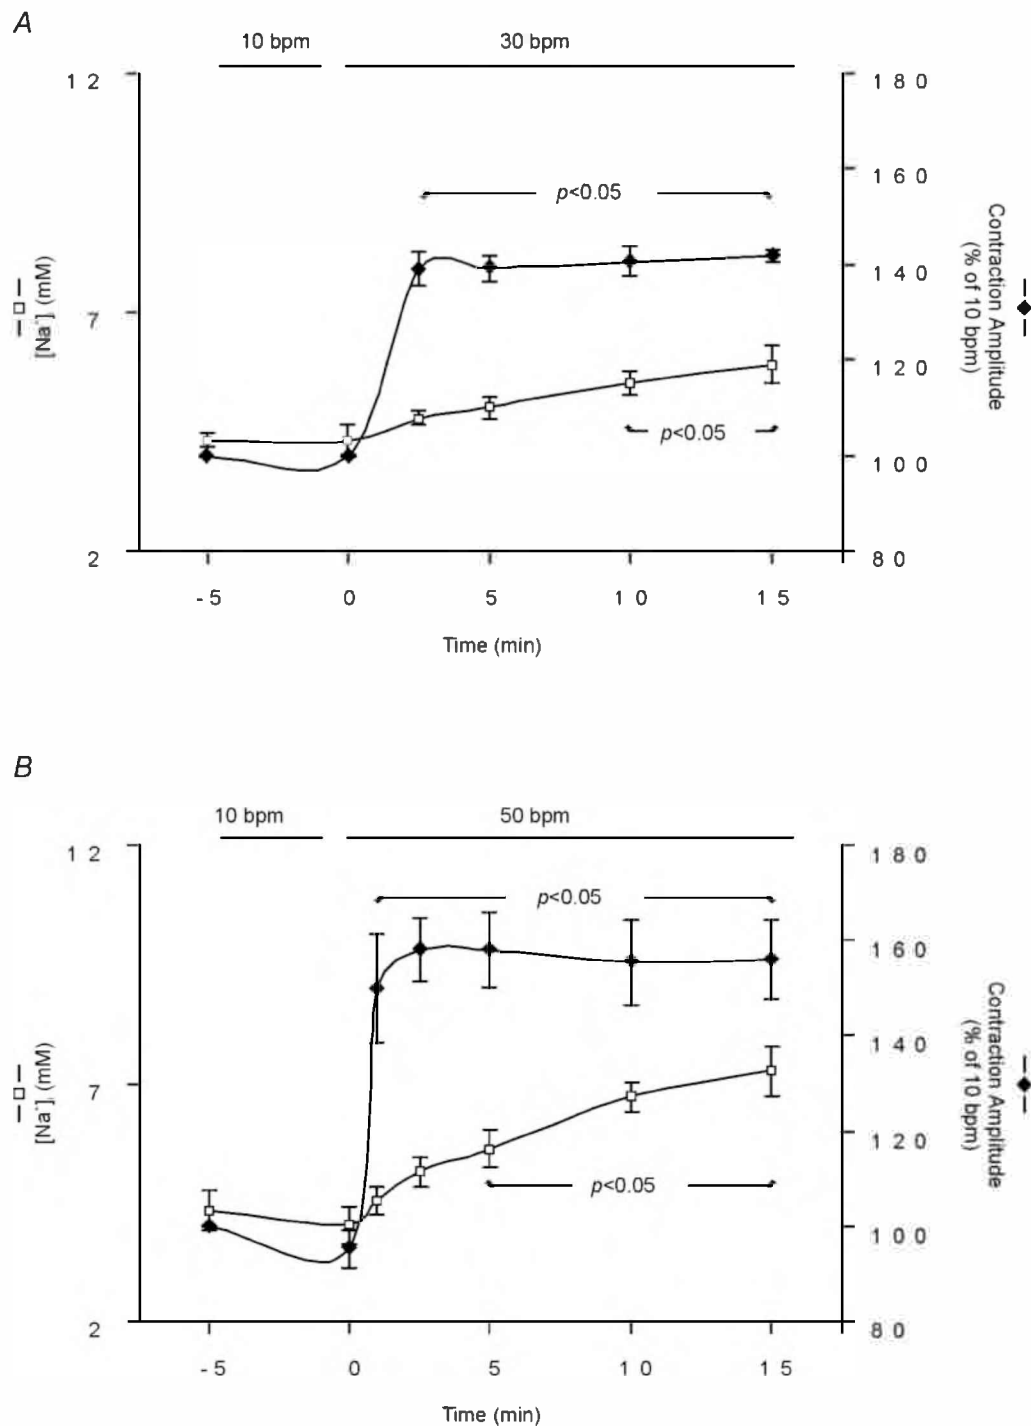 A
10 bpm 30 bpm
12
7
2
[Na+]i (mM)
180
160
140
120
100
80
Contraction Amplitude
(% of 10 bpm)
p<0.05
p<0.05
-5 0 5 10 15
Time (min)
B
10 bpm 50 bpm
12
7
2
[Na+]i (mM)
180
160
140
120
100
80
Contraction Amplitude
(% of 10 bpm)
p<0.05
p<0.05
-5 0 5 10 15
Time (min)